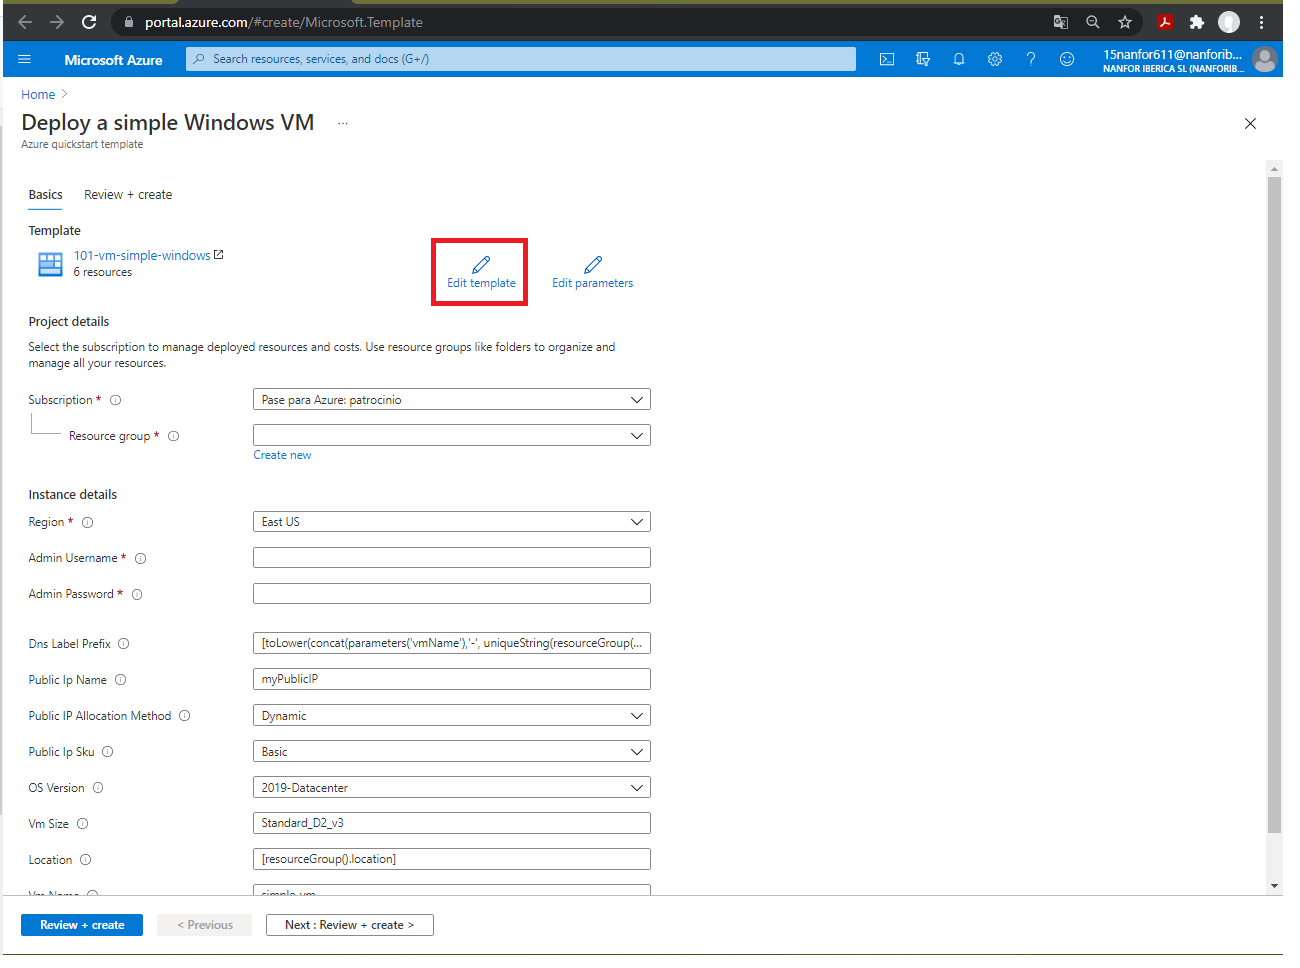 portal.azure.com/#create/Microsoft.Template
Microsoft Azure
Search resources, services, and docs (G+/)
15nanfor611@nanforib...
NANFOR IBERICA SL (NANFORIB...
Home >
Deploy a simple Windows VM ...
Azure quickstart template
Basics Review + create
Template
101-vm-simple-windows
6 resources
Edit template Edit parameters
Project details
Select the subscription to manage deployed resources and costs. Use resource groups like folders to organize and
manage all your resources.
Subscription * Pase para Azure: patrocinio
Resource group *
Create new
Instance details
Region * East US
Admin Username *
Admin Password *
Dns Label Prefix [toLower(concat(parameters('vmName'),'-', uniqueString(resourceGroup(...
Public Ip Name myPublicIP
Public IP Allocation Method Dynamic
Public Ip Sku Basic
OS Version 2019-Datacenter
Vm Size Standard_D2_v3
Location [resourceGroup().location]
Vm Name simple-vm
Review + create < Previous Next : Review + create >